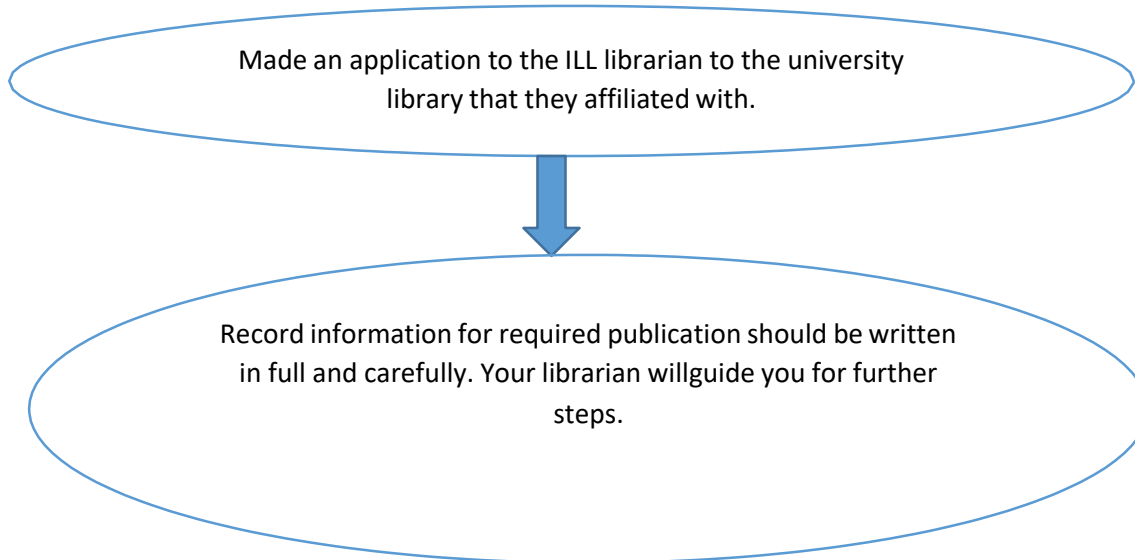 Made an application to the ILL librarian to the university
library that they affiliated with.
Record information for required publication should be written
in full and carefully. Your librarian willguide you for further
steps.